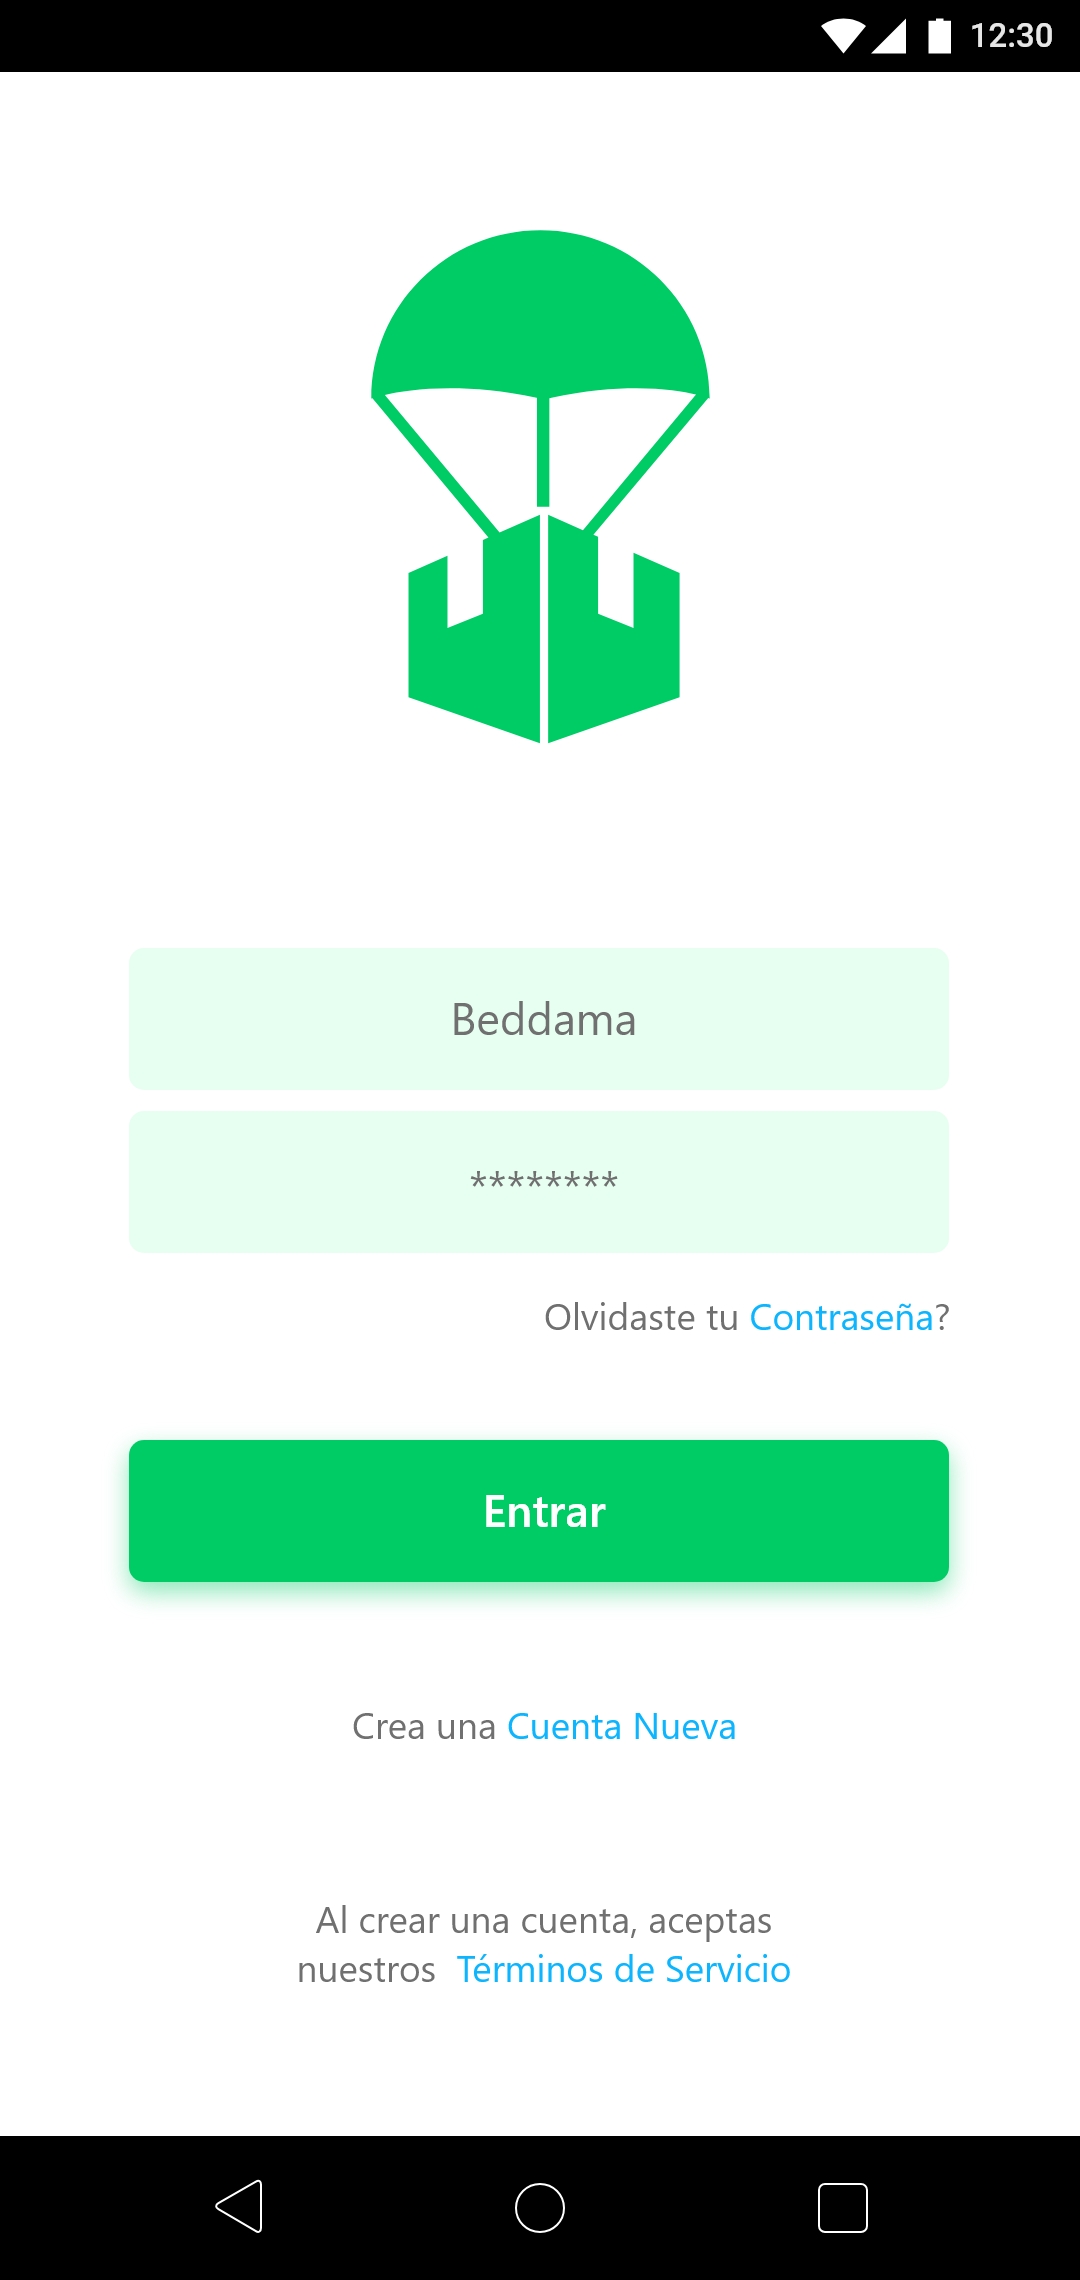 12:30
Beddama
********
Olvidaste tu Contraseña?
Entrar
Crea una Cuenta Nueva
Al crear una cuenta, aceptas
nuestros Términos de Servicio